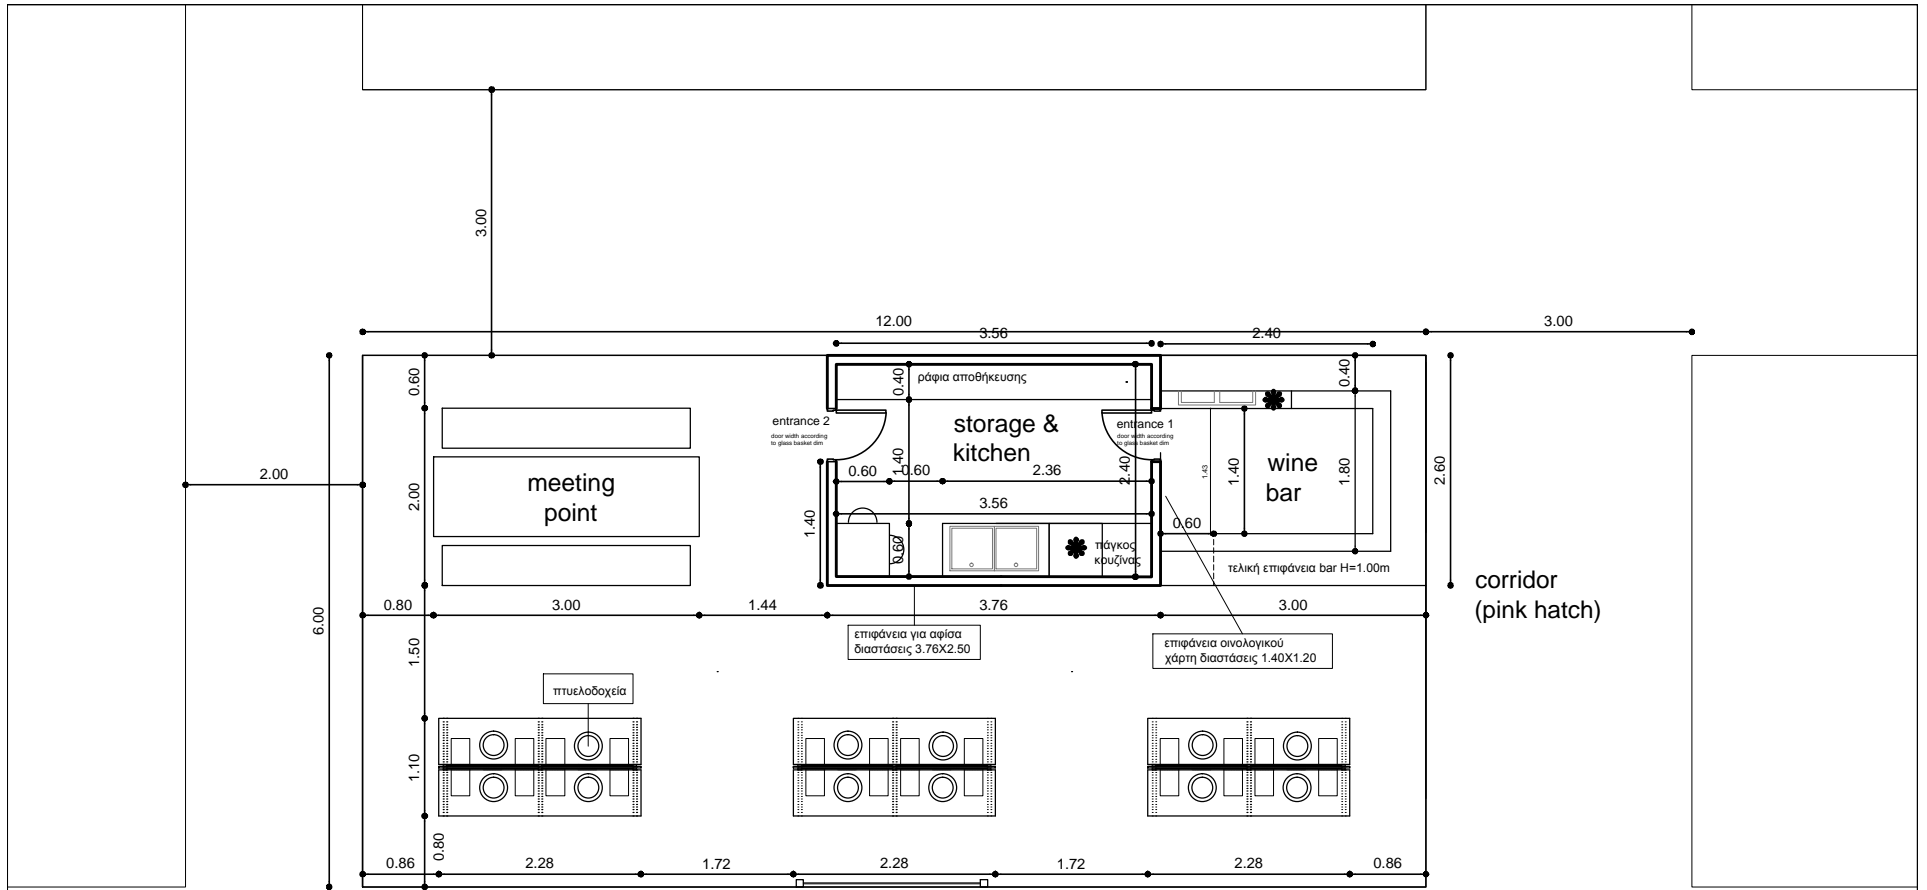 3.00
12.00
3.56
2.40
3.00
0.60
0.40
ράφια αποθήκευσης
0.40
entrance 2
door width according
to glass basket dim
storage &
kitchen
entrance 1
door width according
to glass basket dim
1.40
2.40
0.60
0.60
2.36
3.56
1.43
1.40
wine
bar
1.80
2.60
meeting
point
2.00
2.00
1.40
0.60
0.60
πάγκος
κουζίνας
τελική επιφάνεια bar H=1.00m
corridor
(pink hatch)
6.00
0.80
3.00
1.44
3.76
3.00
1.50
επιφάνεια για αφίσα
διαστάσεις 3.76X2.50
επιφάνεια οινολογικού
χάρτη διαστάσεις 1.40X1.20
πτυελοδοχεία
1.10
0.80
0.86
2.28
1.72
2.28
1.72
2.28
0.86